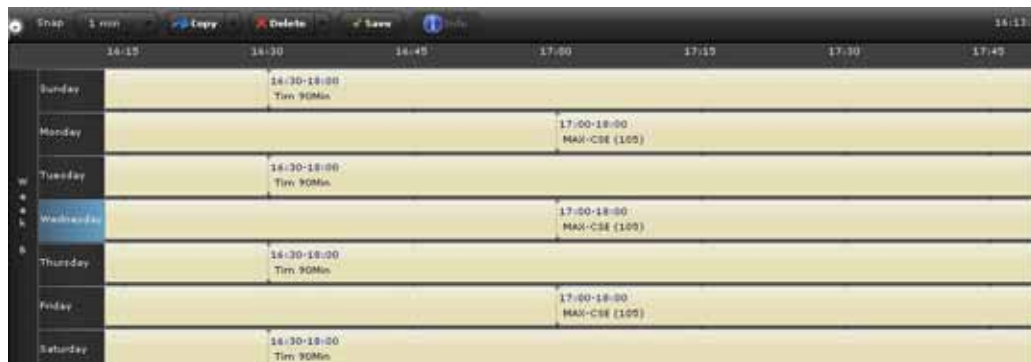 Snap 1 min Copy Delete Save Info
16:15 16:30 16:45 17:00 17:15 17:30 17:45
Sunday
16:30-18:00
Tim 90Min
Monday
17:00-18:00
MAX-CSE (105)
Tuesday
16:30-18:00
Tim 90Min
Wednesday
17:00-18:00
MAX-CSE (105)
Thursday
16:30-18:00
Tim 90Min
Friday
17:00-18:00
MAX-CSE (105)
Saturday
16:30-18:00
Tim 90Min